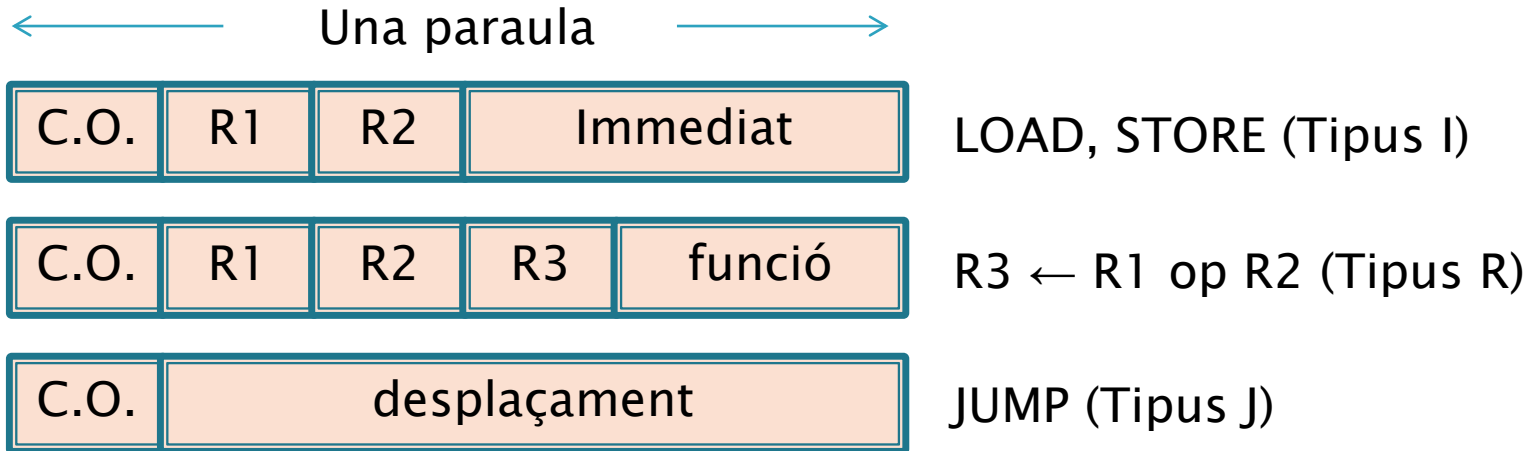 Una paraula
C.O. R1 R2 Immediat LOAD, STORE (Tipus I)
C.O. R1 R2 R3 funció R3 ← R1 op R2 (Tipus R)
C.O. desplaçament JUMP (Tipus J)